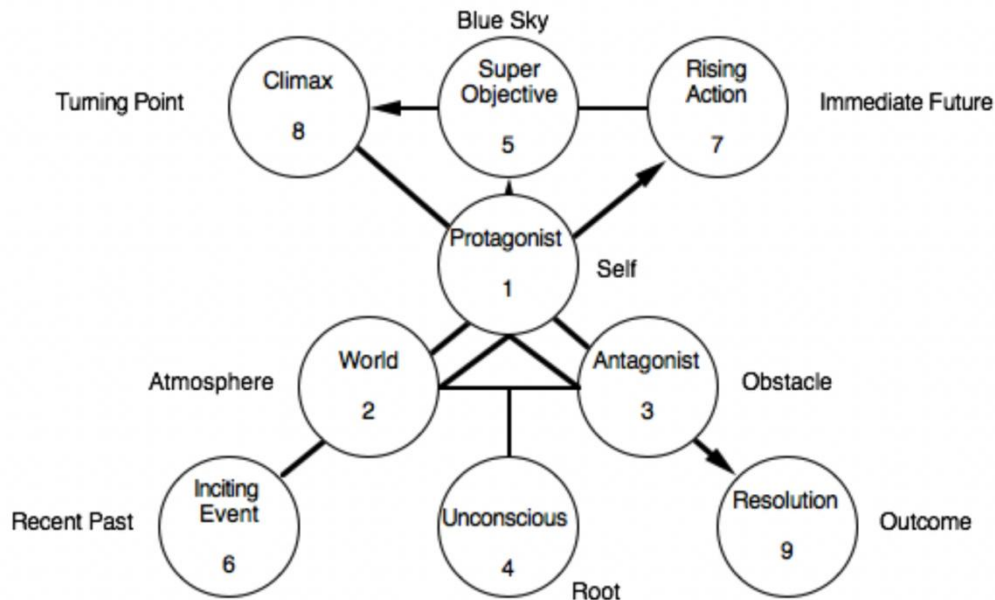 Blue Sky
Turning Point
Climax
8
Super
Objective
5
Rising
Action
7
Immediate Future
Protagonist
1
Self
Atmosphere
World
2
Antagonist
3
Obstacle
Recent Past
Inciting
Event
6
Unconscious
4
Root
Resolution
9
Outcome